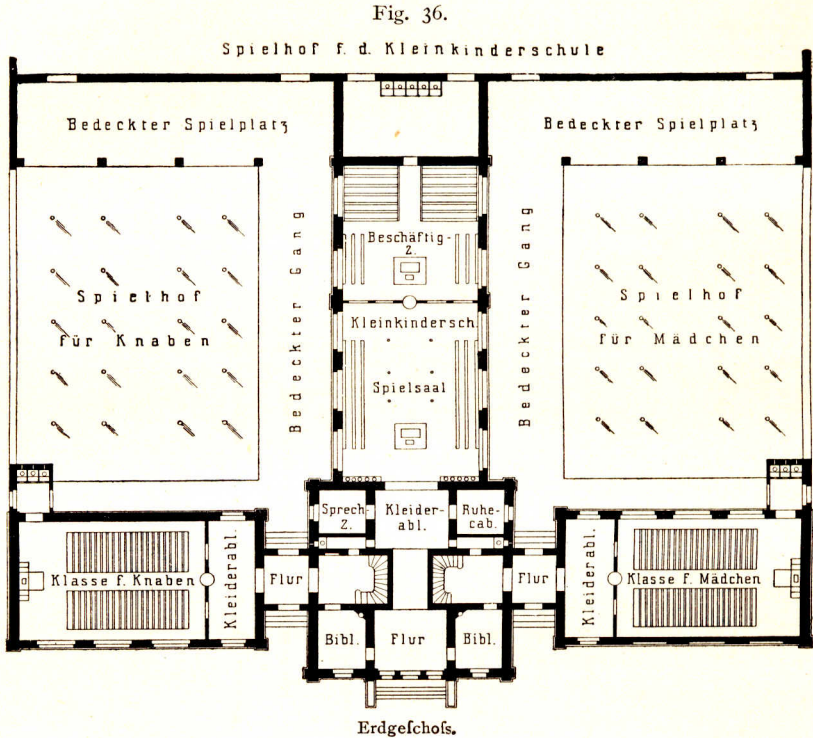 Fig. 36.
Spielhof f. d. Kleinkinderschule
Bedeckter Spielplatz
Bedeckter Spielplatz
Beschäftig-
Z.
Bedeckter Gang
Bedeckter Gang
Spielhof
für Knaben
Kleinkindersch.
Spielsaal
Spielhof
für Mädchen
Sprech-
Z.
Kleider-
abl.
Ruhe-
cab.
Klasse f. Knaben
Kleiderabl.
Flur
Flur
Kleiderabl.
Klasse f. Mädchen
Bibl.
Flur
Bibl.
Erdgeſchoſs.